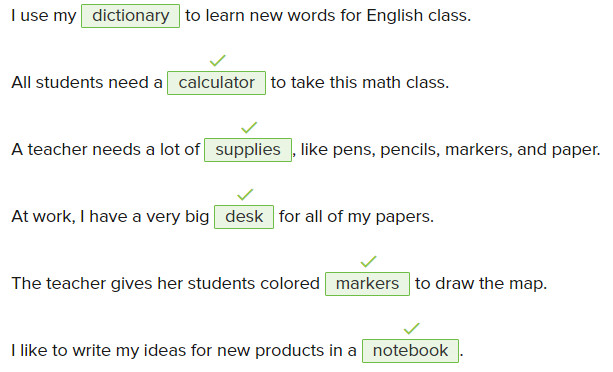 I use my dictionary to learn new words for English class.
All students need a calculator to take this math class.
A teacher needs a lot of supplies, like pens, pencils, markers, and paper.
At work, I have a very big desk for all of my papers.
The teacher gives her students colored markers to draw the map.
I like to write my ideas for new products in a notebook.